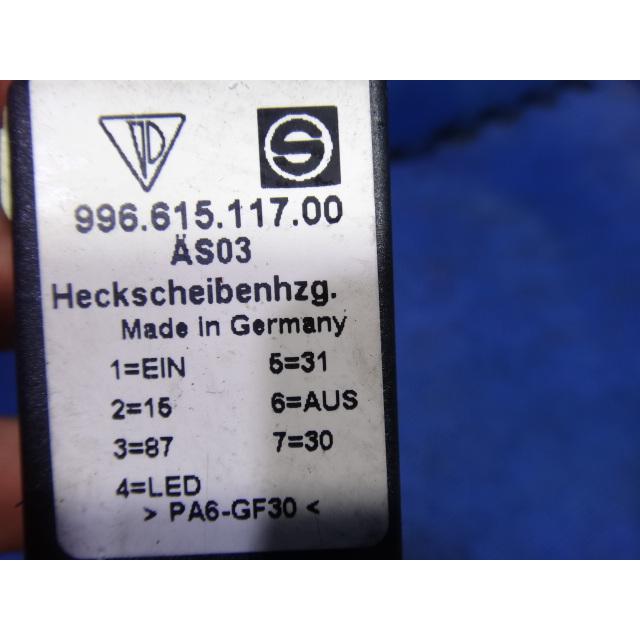 996.615.117.00
ÄS03
Heckscheibenhzg.
Made in Germany
1=EIN 5=31
2=15 6=AUS
3=87 7=30
4=LED
> PA6-GF30 <